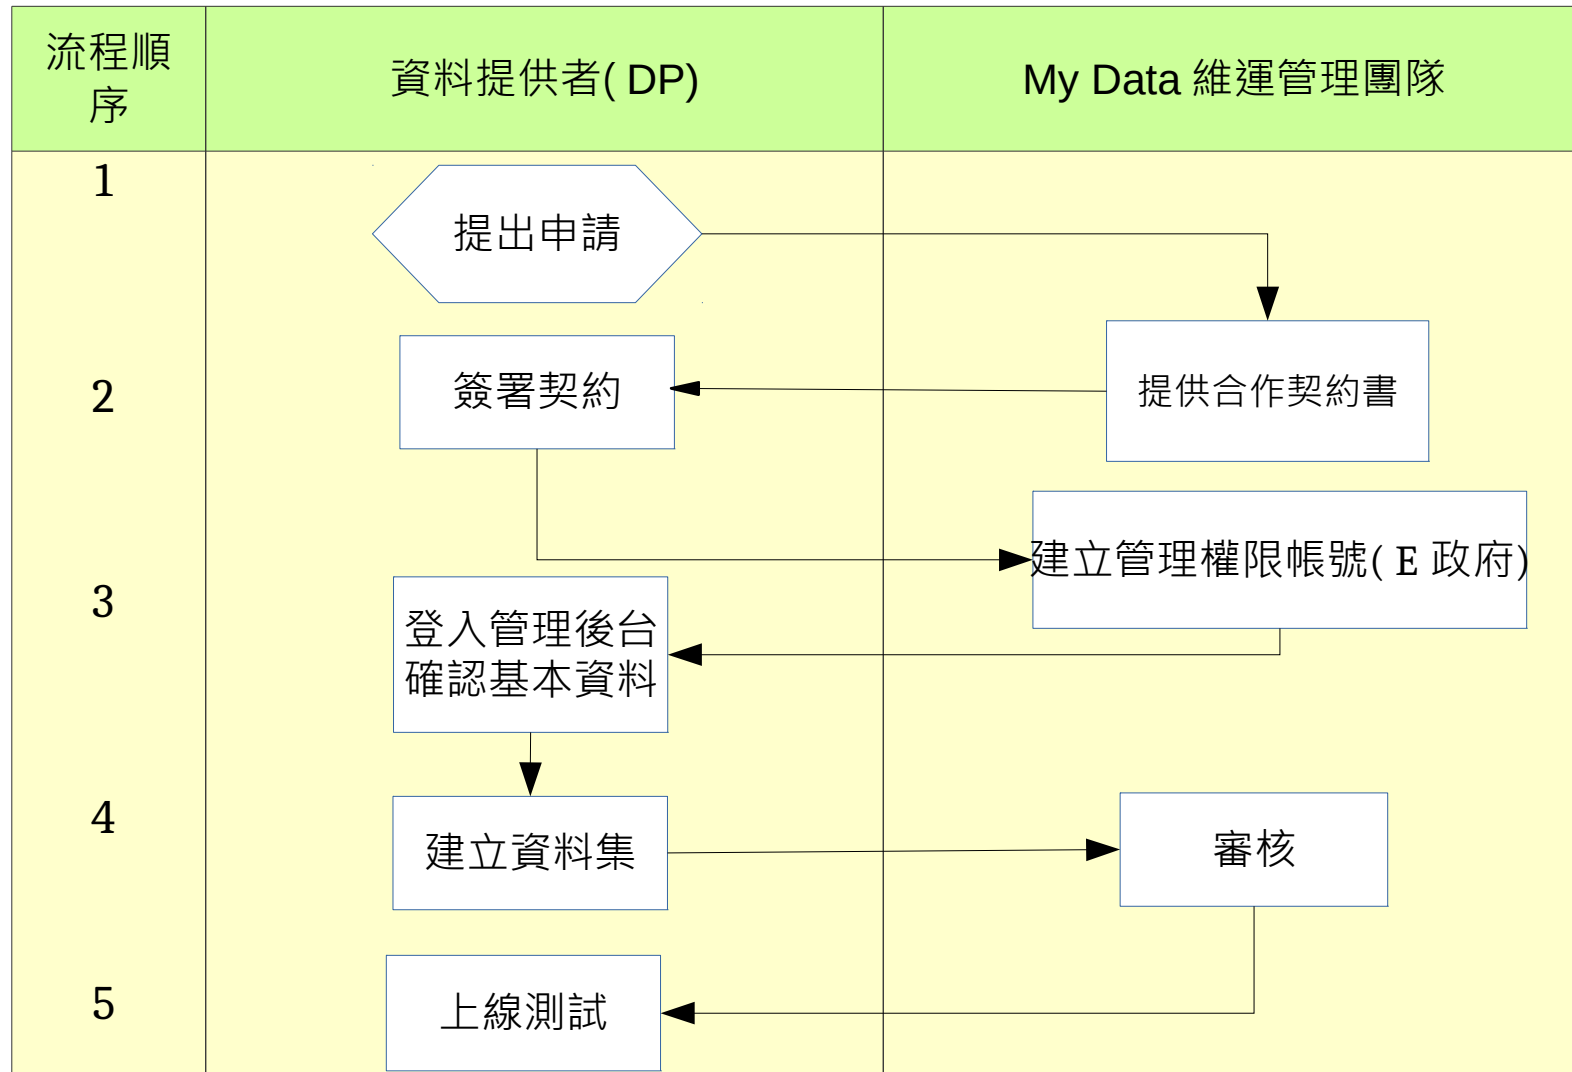 流程順
序
資料提供者( DP)
My Data 維運管理團隊
1
提出申請
2
簽署契約
提供合作契約書
建立管理權限帳號( E 政府)
3
登入管理後台
確認基本資料
4
建立資料集
審核
5
上線測試